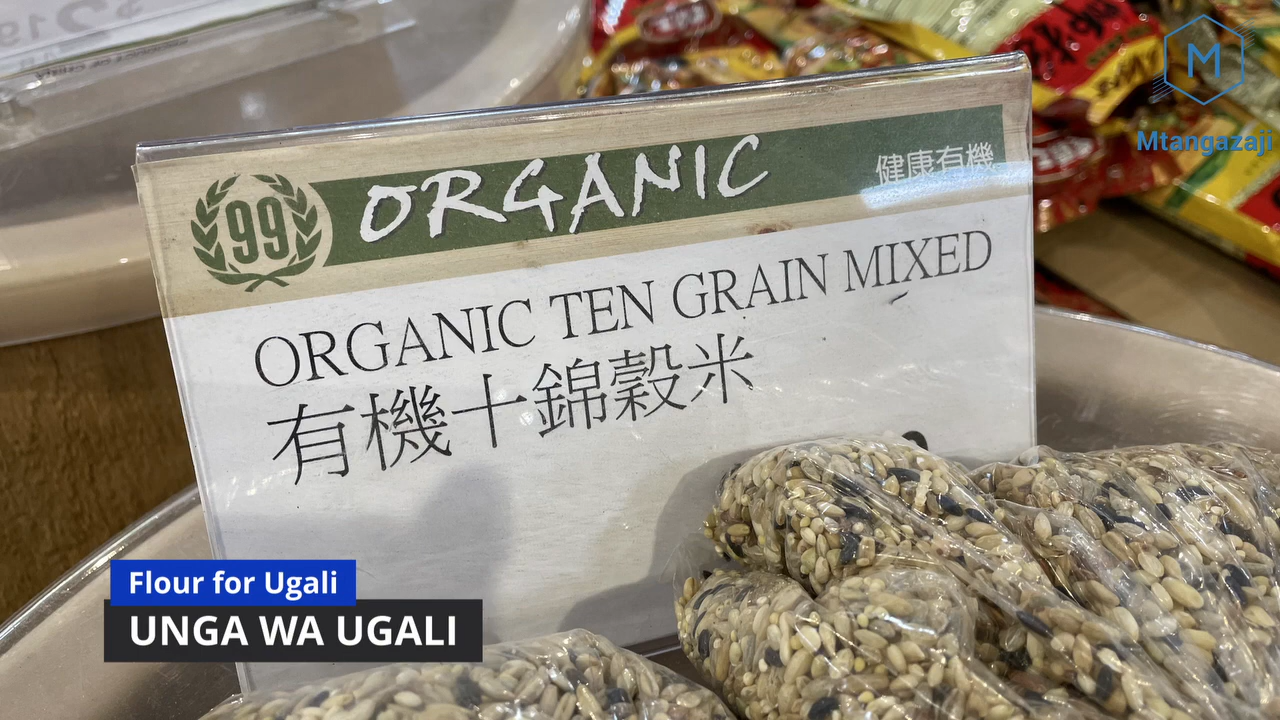 M
Mtangazaji
99 ORGANIC 健康有機
ORGANIC TEN GRAIN MIXED
有機十錦穀米
Flour for Ugali
UNGA WA UGALI